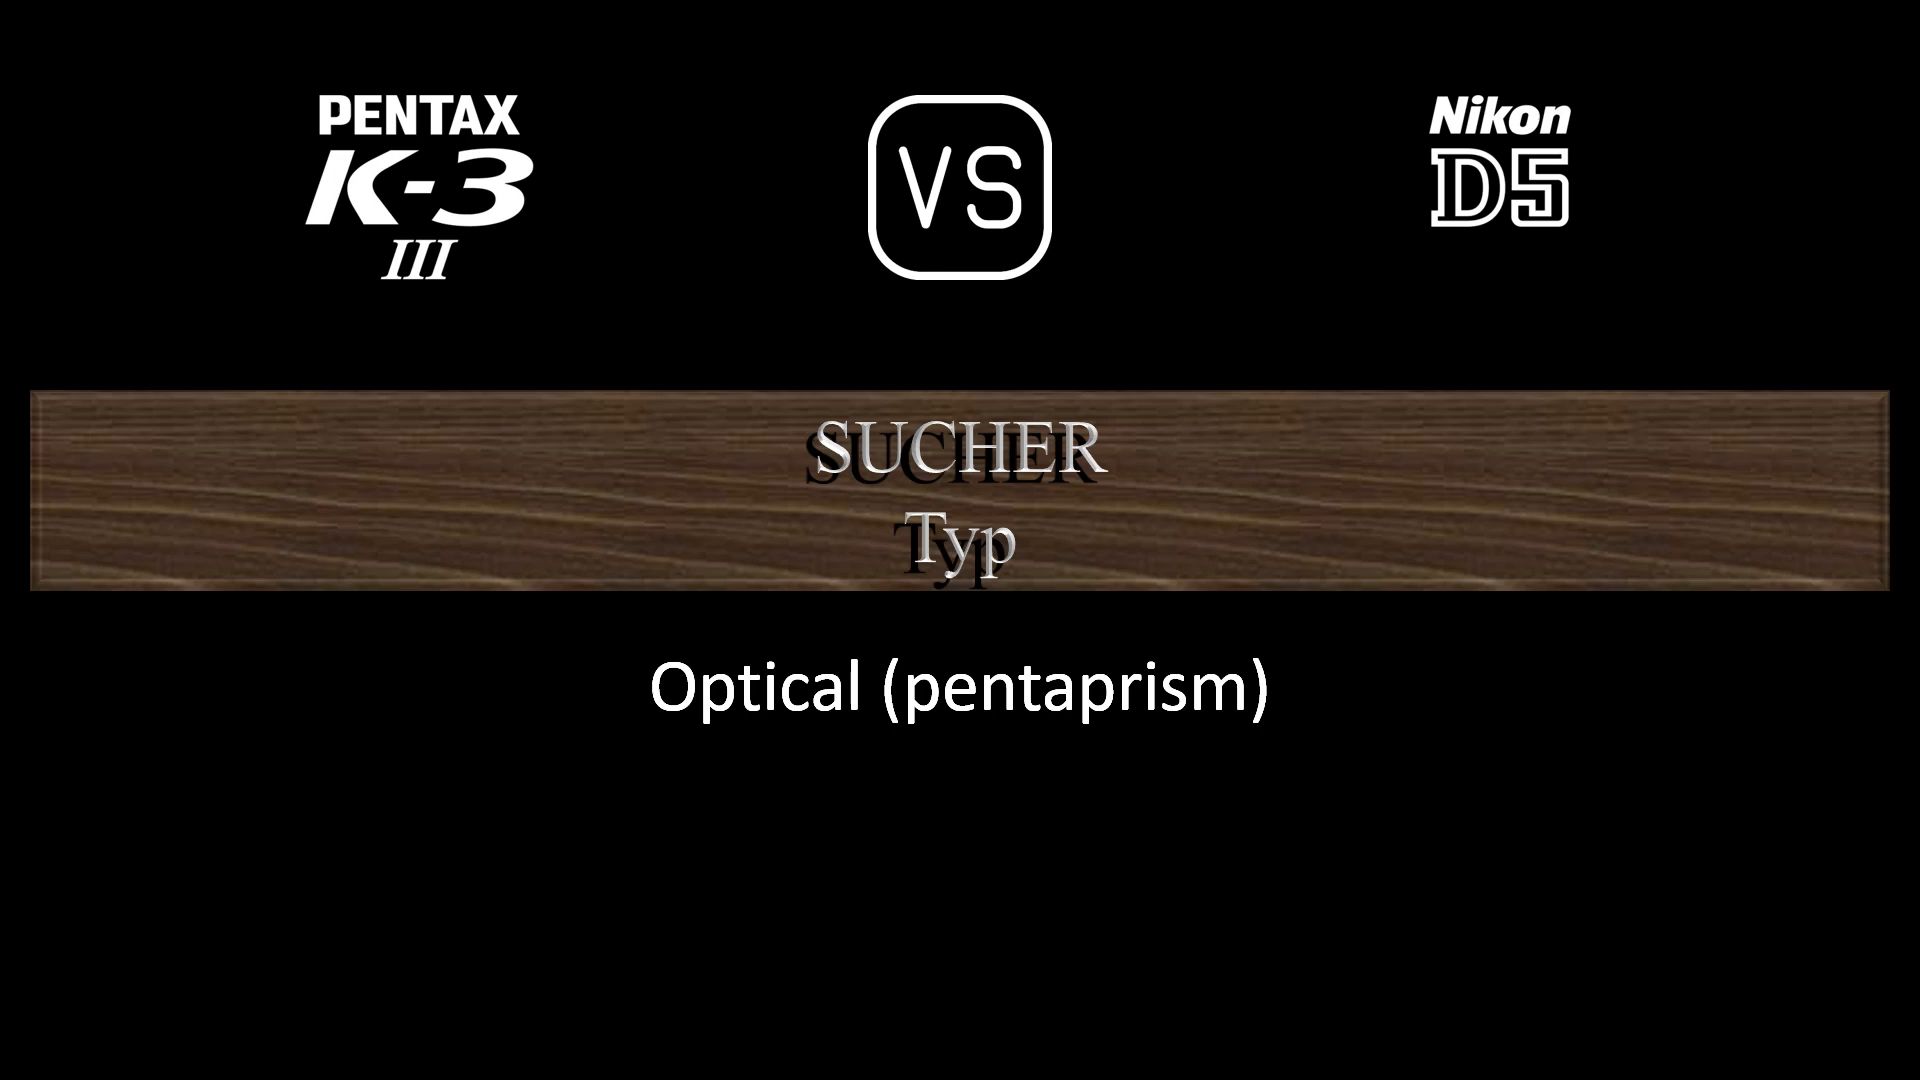 PENTAX
K-3
III
VS
Nikon
D5
SUCHER
Typ
Optical (pentaprism)